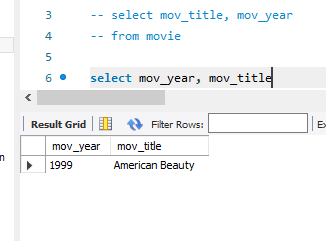 3 -- select mov_title, mov_year
4 -- from movie
5
6 select mov_year, mov_title
Result Grid Filter Rows:
mov_year mov_title
1999 American Beauty